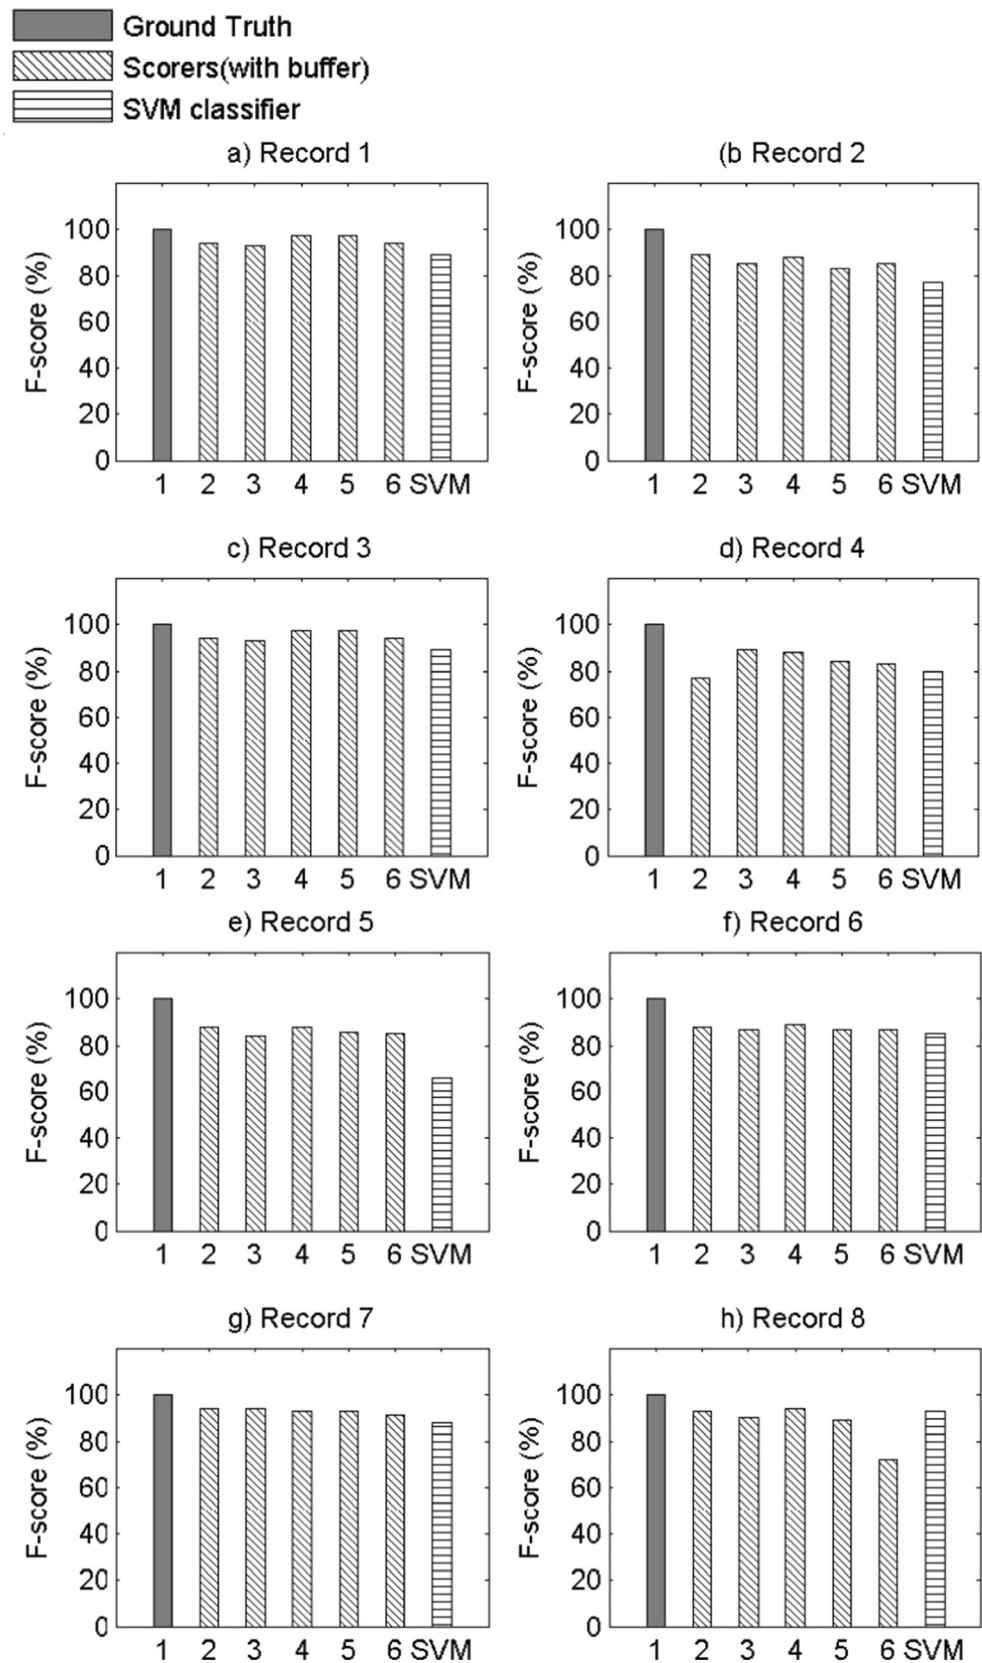 Ground Truth
Scorers(with buffer)
SVM classifier
a) Record 1
F-score (%)
100
80
60
40
20
0
1 2 3 4 5 6 SVM
(b Record 2
F-score (%)
100
80
60
40
20
0
1 2 3 4 5 6 SVM
c) Record 3
F-score (%)
100
80
60
40
20
0
1 2 3 4 5 6 SVM
d) Record 4
F-score (%)
100
80
60
40
20
0
1 2 3 4 5 6 SVM
e) Record 5
F-score (%)
100
80
60
40
20
0
1 2 3 4 5 6 SVM
f) Record 6
F-score (%)
100
80
60
40
20
0
1 2 3 4 5 6 SVM
g) Record 7
F-score (%)
100
80
60
40
20
0
1 2 3 4 5 6 SVM
h) Record 8
F-score (%)
100
80
60
40
20
0
1 2 3 4 5 6 SVM